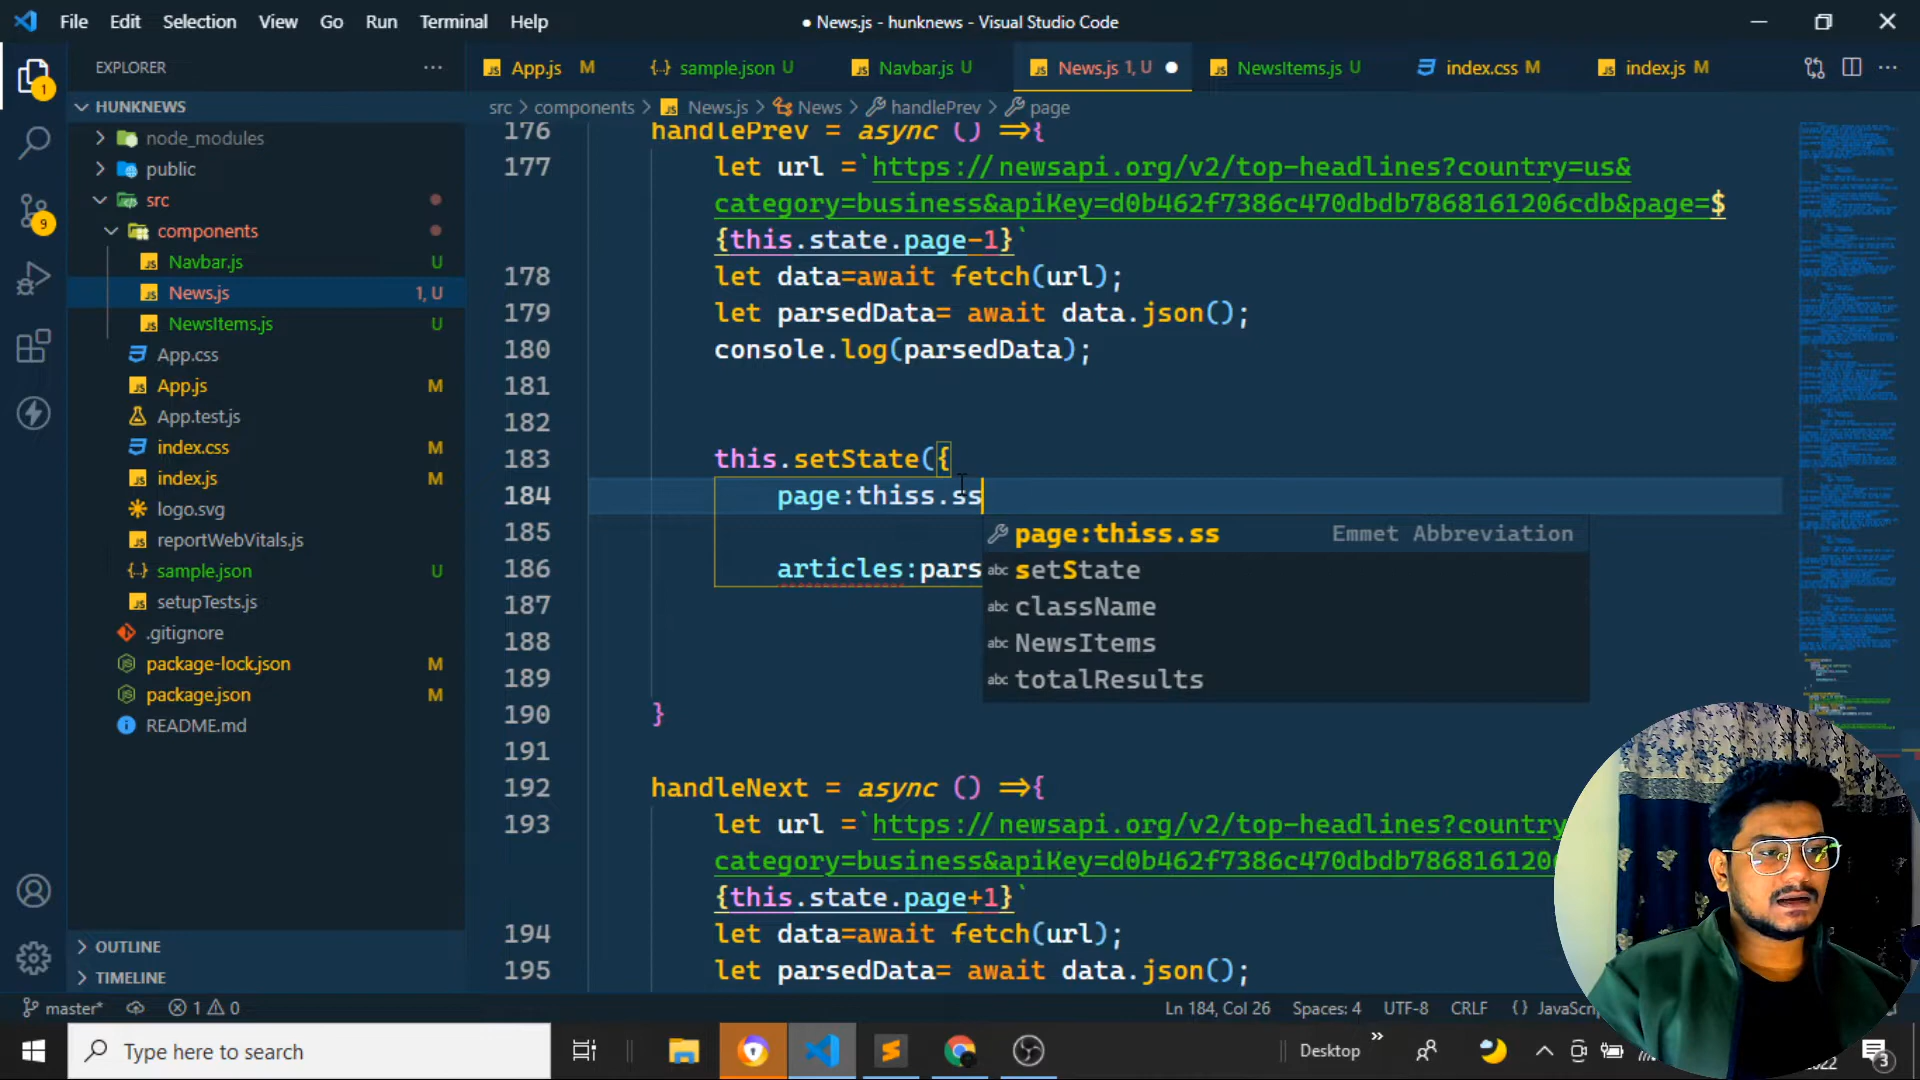 File Edit Selection View Go Run Terminal Help
● News.js - hunknews - Visual Studio Code
EXPLORER
App.js M
sample.json U
Navbar.js U
News.js 1, U
NewsItems.js U
index.css M
index.js M
HUNKNEWS
node_modules
public
src
components
Navbar.js U
News.js 1, U
NewsItems.js U
App.css
App.js M
App.test.js
index.css M
index.js M
logo.svg
reportWebVitals.js
sample.json U
setupTests.js
.gitignore
package-lock.json M
package.json M
README.md
OUTLINE
TIMELINE
src > components > News.js > News > handlePrev > page
176 handlePrev = async () =>{
177 let url =`https://newsapi.org/v2/top-headlines?country=us&
category=business&apiKey=d0b462f7386c470dbdb7868161206cdb&page=$
{this.state.page-1}`
178 let data=await fetch(url);
179 let parsedData= await data.json();
180 console.log(parsedData);
181
182
183 this.setState({
184 page:thiss.ss
185
186 articles:pars
187
188
189
190 }
191
192 handleNext = async () =>{
193 let url =`https://newsapi.org/v2/top-headlines?country
category=business&apiKey=d0b462f7386c470dbdb786816120
{this.state.page+1}`
194 let data=await fetch(url);
195 let parsedData= await data.json();
page:thiss.ss Emmet Abbreviation
abc setState
abc className
abc NewsItems
abc totalResults
master* 1 0
Ln 184, Col 26 Spaces: 4 UTF-8 CRLF {} JavaSc
Type here to search
Desktop
2022
3